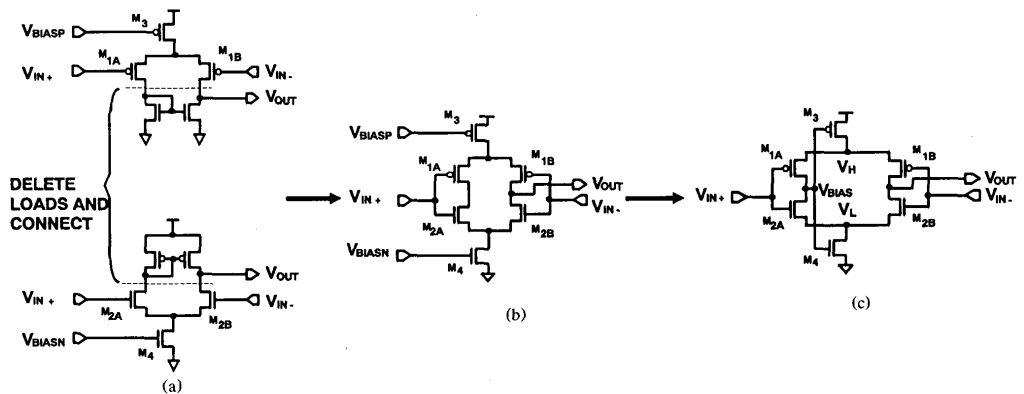 M3
VBIASP
M1A
M1B
VIN+
VIN-
VOUT
DELETE
LOADS AND
CONNECT
VOUT
VIN+
M2A
M2B
VIN-
VBIASN
M4
(a)
M3
VBIASP
M1A
M1B
VOUT
VIN+
VIN-
M2A
M2B
VBIASN
M4
(b)
M3
M1A
M1B
VH
VOUT
VIN+
VBIAS
VIN-
M2A
VL
M2B
M4
(c)